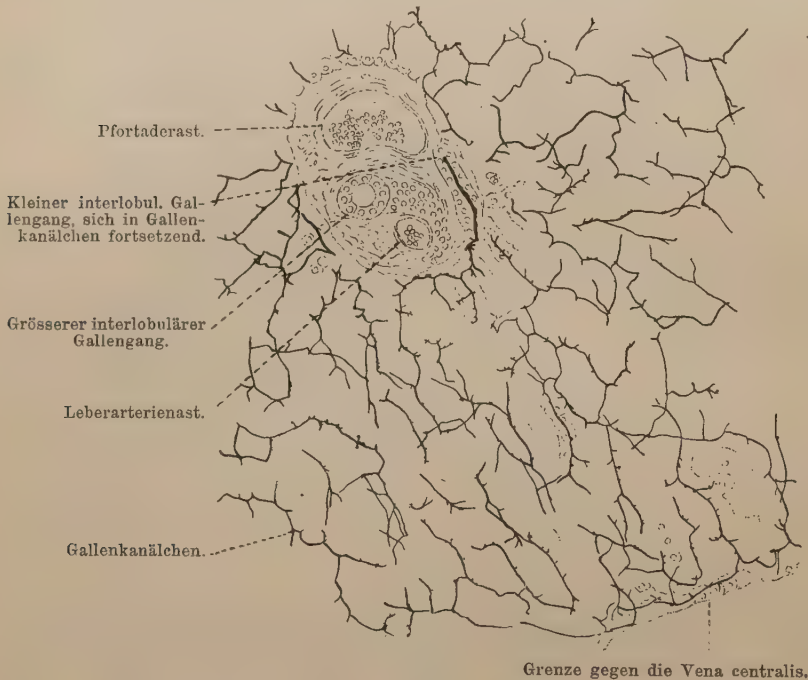 Pfortaderast.
Kleiner interlobul. Gal-
lengang, sich in Gallen-
kanälchen fortsetzend.
Grösserer interlobulärer
Gallengang.
Leberarterienast.
Gallenkanälchen.
Grenze gegen die Vena centralis.